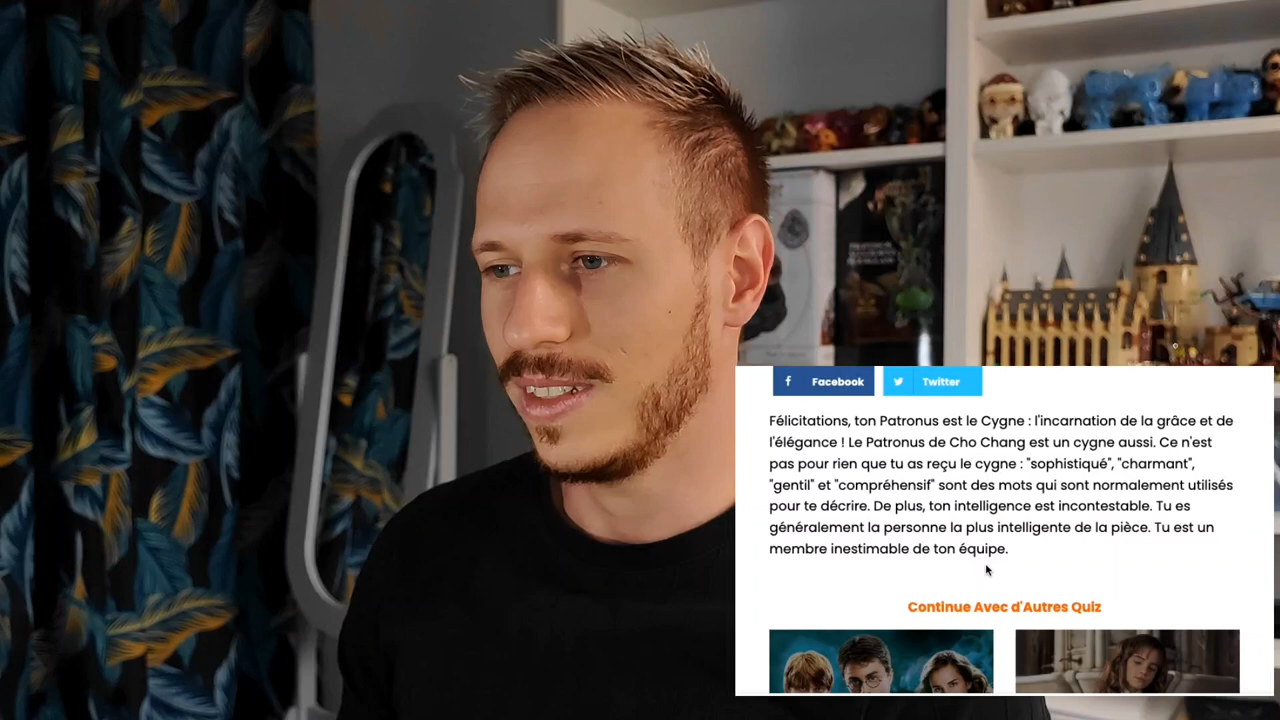 Facebook
Twitter
Félicitations, ton Patronus est le Cygne : l'incarnation de la grâce et de
l'élégance ! Le Patronus de Cho Chang est un cygne aussi. Ce n'est
pas pour rien que tu as reçu le cygne : "sophistiqué", "charmant",
"gentil" et "compréhensif" sont des mots qui sont normalement utilisés
pour te décrire. De plus, ton intelligence est incontestable. Tu es
généralement la personne la plus intelligente de la pièce. Tu est un
membre inestimable de ton équipe.
Continue Avec d'Autres Quiz